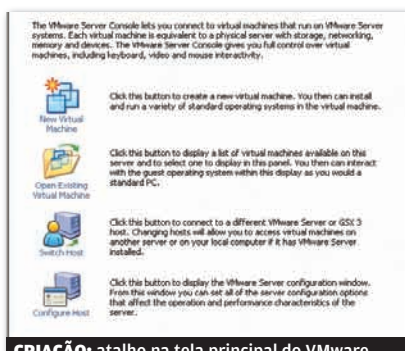 The VMware Server Console lets you connect to virtual machines that run on VMware Server
systems. Each virtual machine is equivalent to a physical server with storage, networking,
memory and devices. The VMware Server Console gives you full control over virtual
machines, including keyboard, video and mouse interactivity.
Click this button to create a new virtual machine. You then can install
and run a variety of standard operating systems in the virtual machine.
New Virtual
Machine
Click this button to display a list of virtual machines available on this
server and to select one to display in this panel. You then can interact
with the guest operating system within this display as you would a
standard PC.
Open Existing
Virtual Machine
Click this button to connect to a different VMware Server or GSX 3
host. Changing hosts will allow you to access virtual machines on
another server or on your local computer if it has VMware Server
installed.
Switch Host
Click this button to display the VMware Server configuration window.
From this window you can set all of the server configuration options
that affect the operation and performance characteristics of the
server.
Configure Host
CRIAÇÃO: atalho na tela principal do VMware